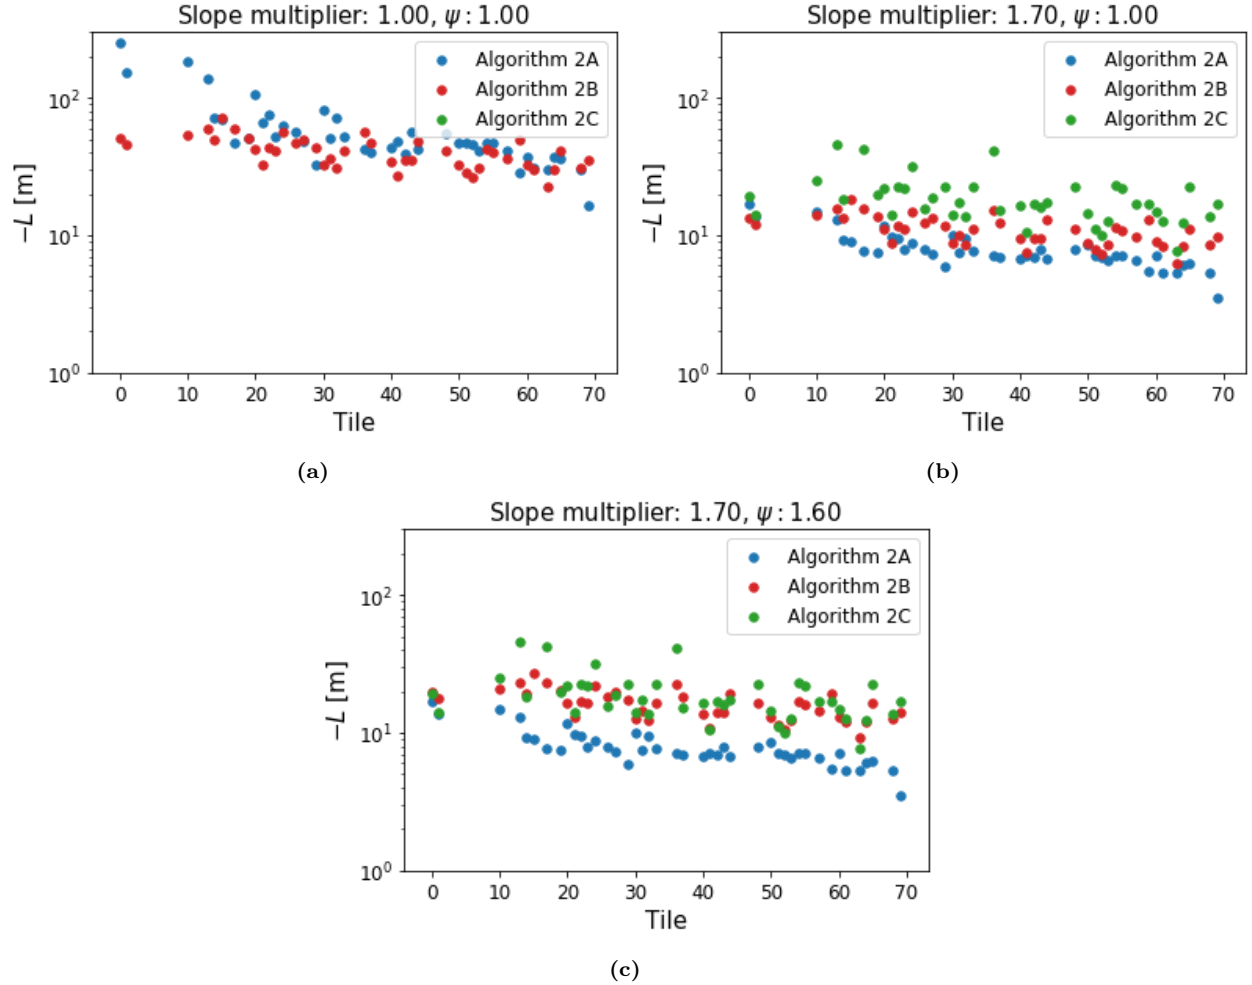 Slope multiplier: 1.00, ψ : 1.00
Algorithm 2A
Algorithm 2B
Algorithm 2C
−L [m]
10²
10¹
10⁰
0 10 20 30 40 50 60 70
Tile
(a)
Slope multiplier: 1.70, ψ : 1.00
Algorithm 2A
Algorithm 2B
Algorithm 2C
−L [m]
10²
10¹
10⁰
0 10 20 30 40 50 60 70
Tile
(b)
Slope multiplier: 1.70, ψ : 1.60
Algorithm 2A
Algorithm 2B
Algorithm 2C
−L [m]
10²
10¹
10⁰
0 10 20 30 40 50 60 70
Tile
(c)